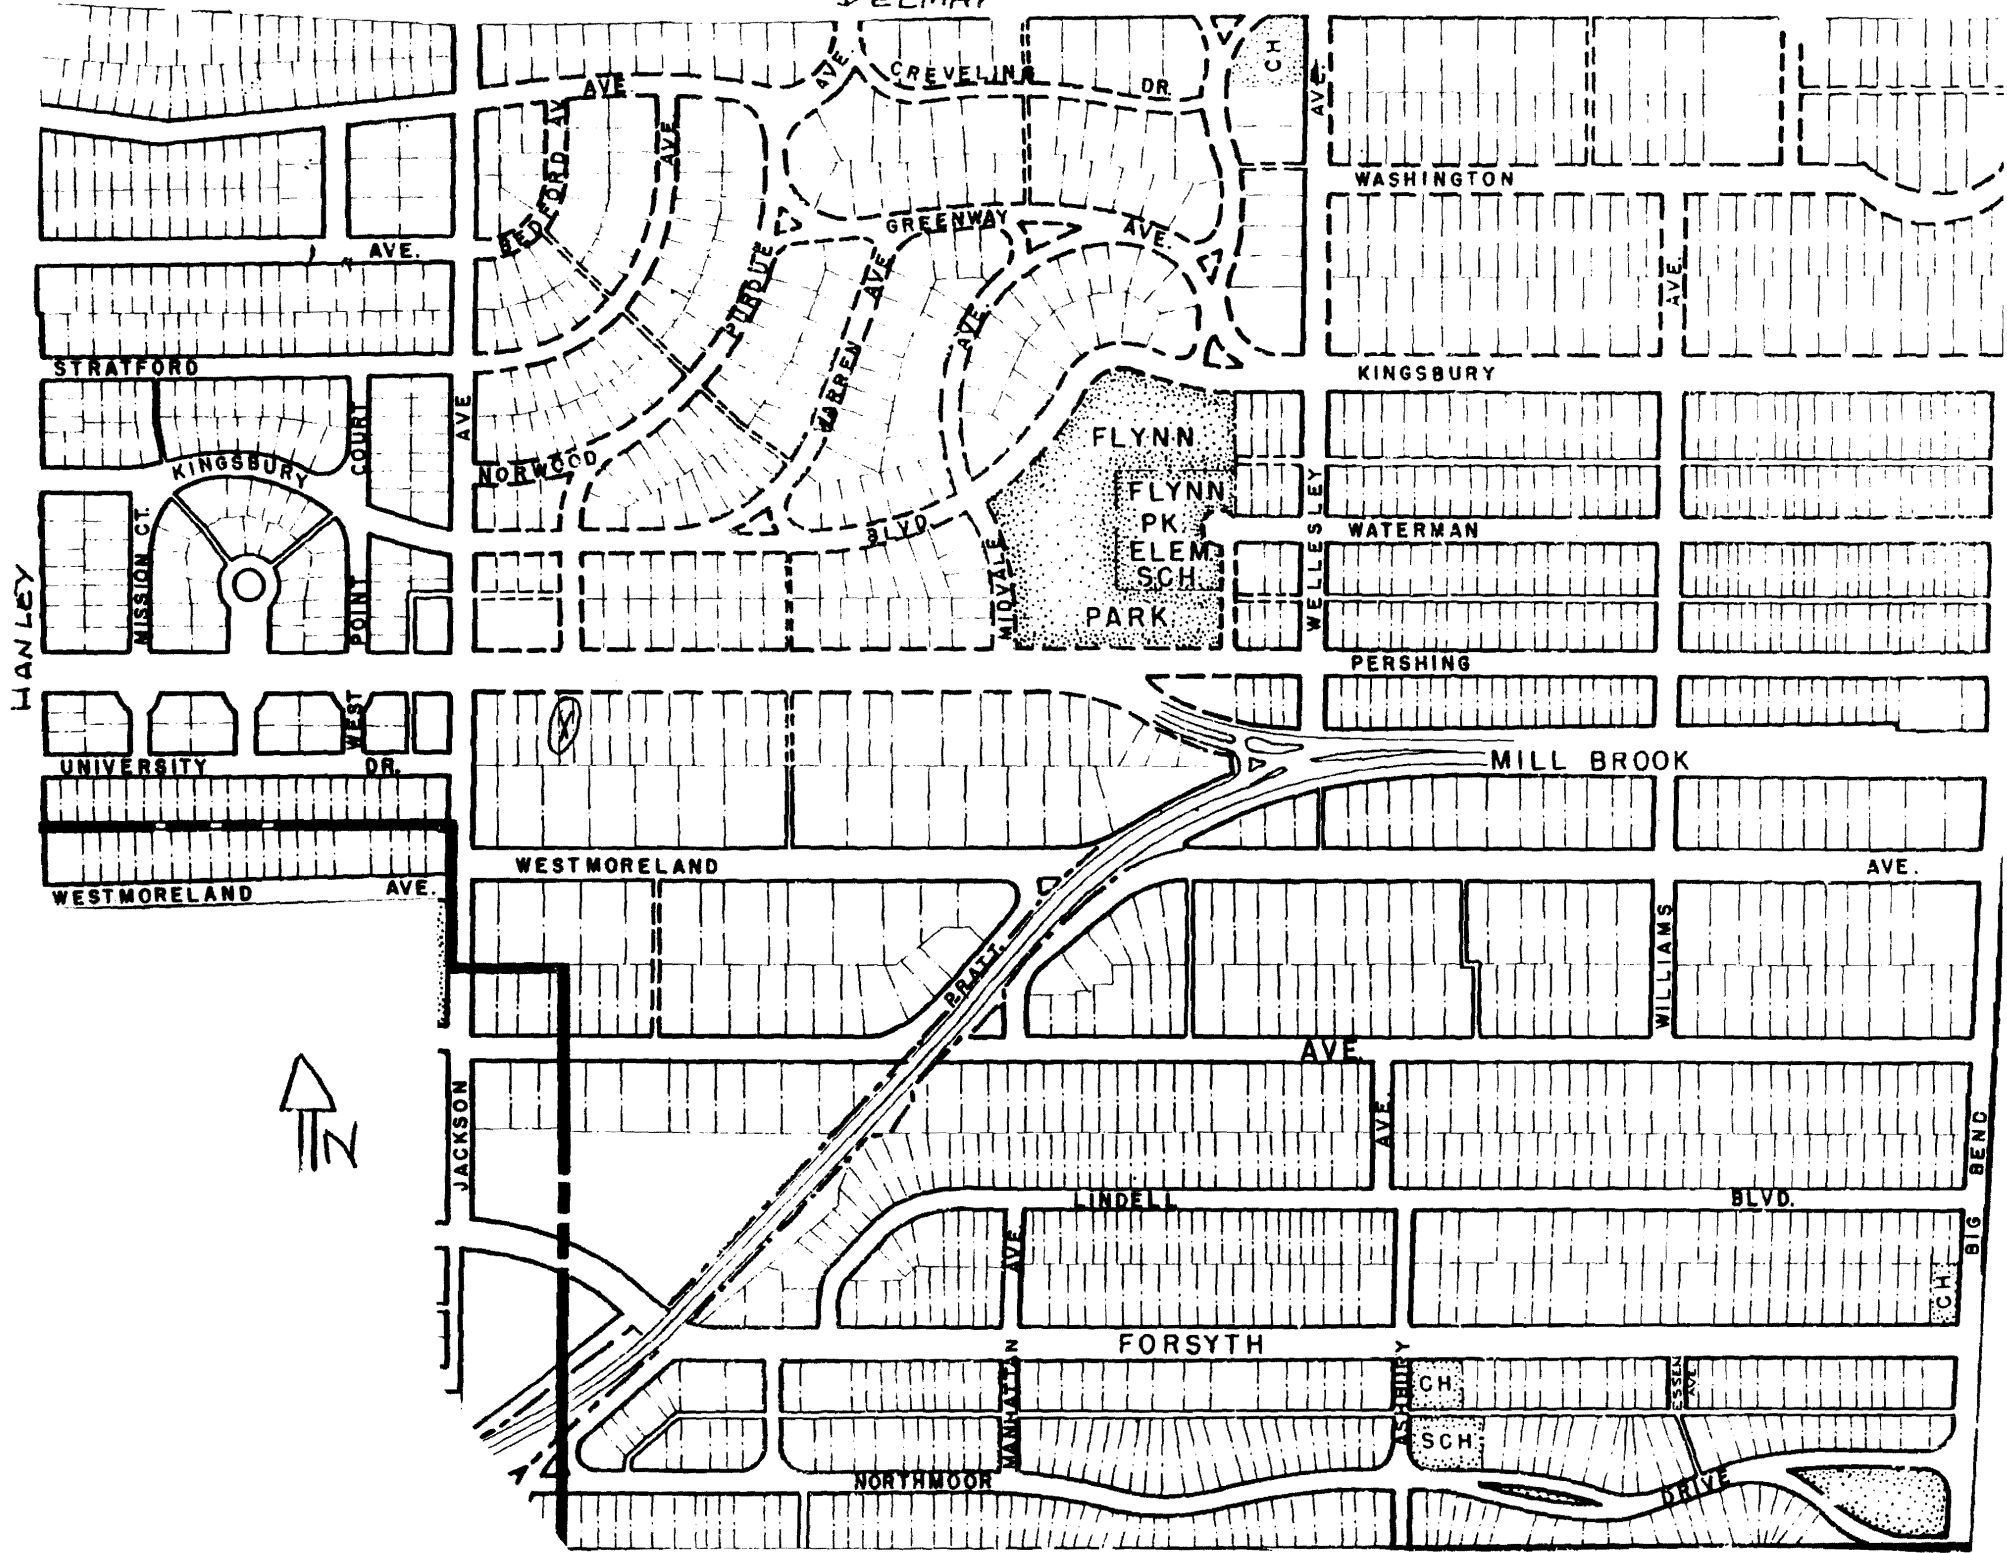 DELMAR
CH
AVE.
CREVELING
DR.
AVE.
AVE
BEDFORD AV
AVE
WASHINGTON
GREENWAY
AVE.
AVE.
PURDUE
AVE.
AVE.
AVE.
STRATFORD
KINGSBURY
WARREN
AVE
COURT
KINGSBURY
NORWOOD
FLYNN
FLYNN
PK.
ELEM
SCH.
PARK
BLVD
MIDVALE
WELLESLEY
WATERMAN
MISSION CT.
POINT
HANLEY
PERSHING
WEST
X
UNIVERSITY
DR.
MILL BROOK
WESTMORELAND
AVE.
WESTMORELAND
AVE.
WILLIAMS
PRATT.
AVE.
N
JACKSON
AVE.
BEND
BIG
LINDELL
BLVD.
AVE.
CH
FORSYTH
MANHATTAN
ASHBURY
CH
ESSEN
AVE.
SCH.
NORTHMOOR
DRIVE